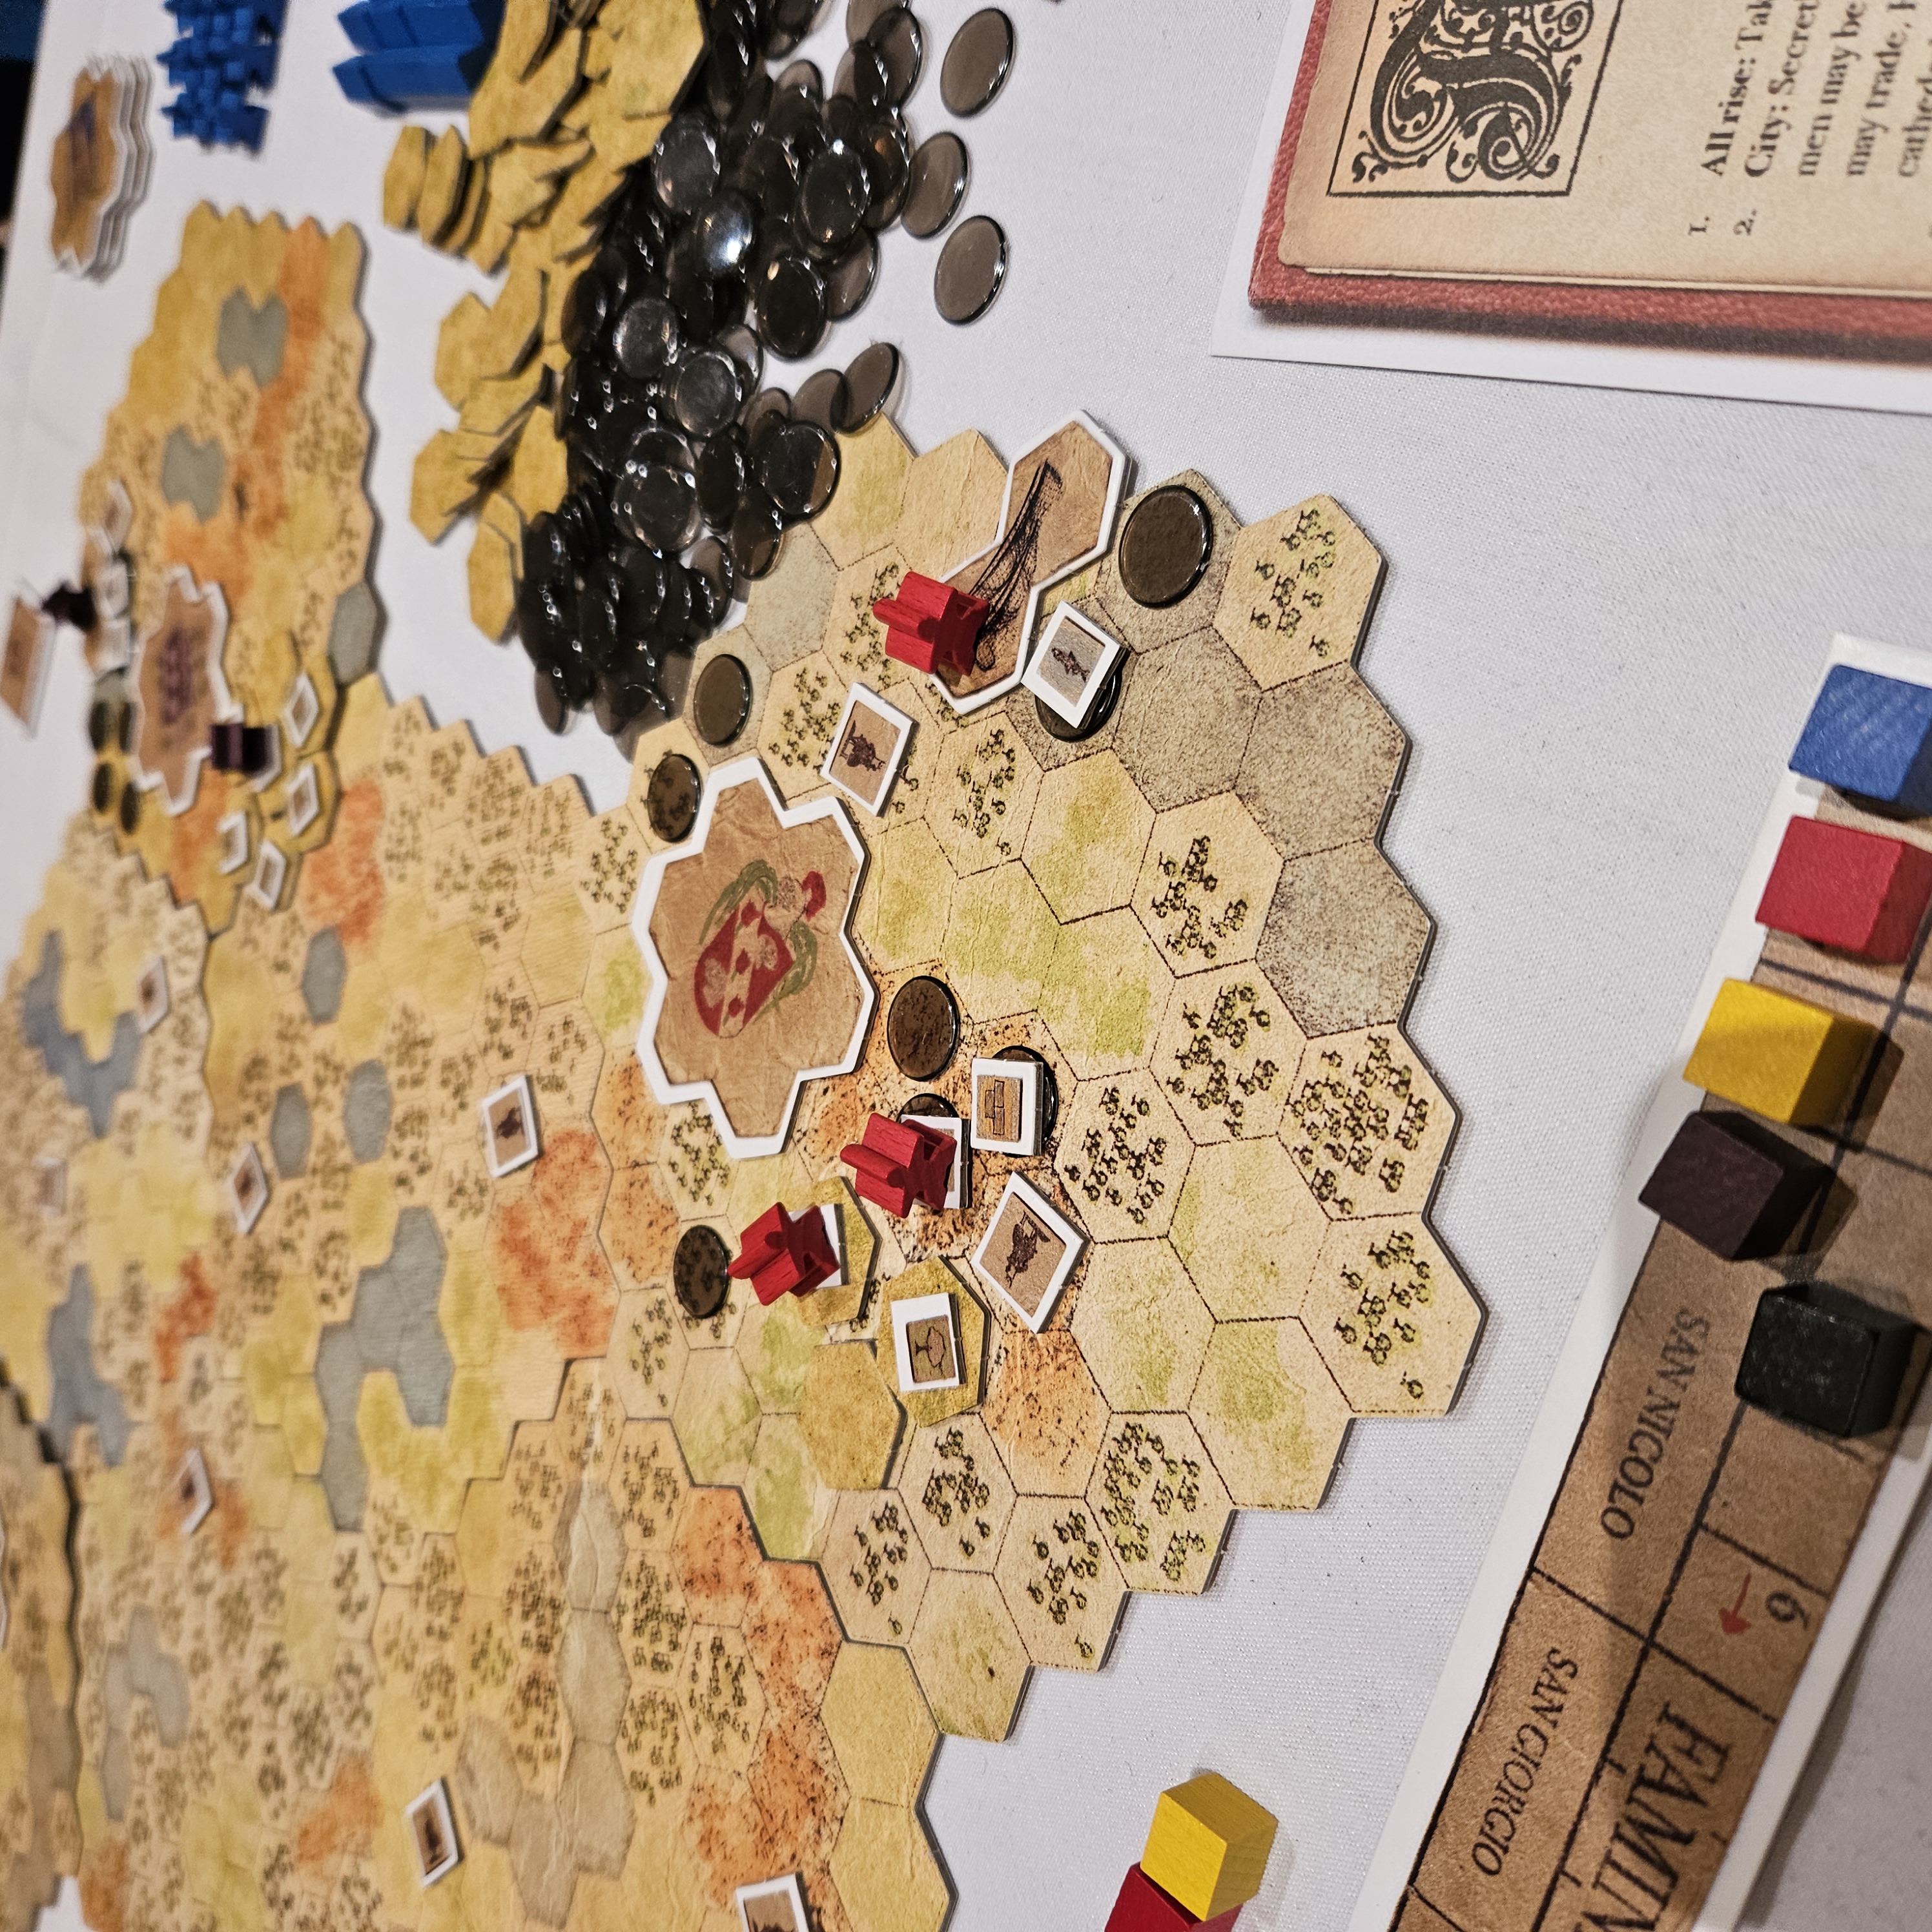 SAN GIORGIO
SAN NICOLO
FAMIN
6
1. All rise: Tak
2. City: Secret
men may be
may trade. 
cathed